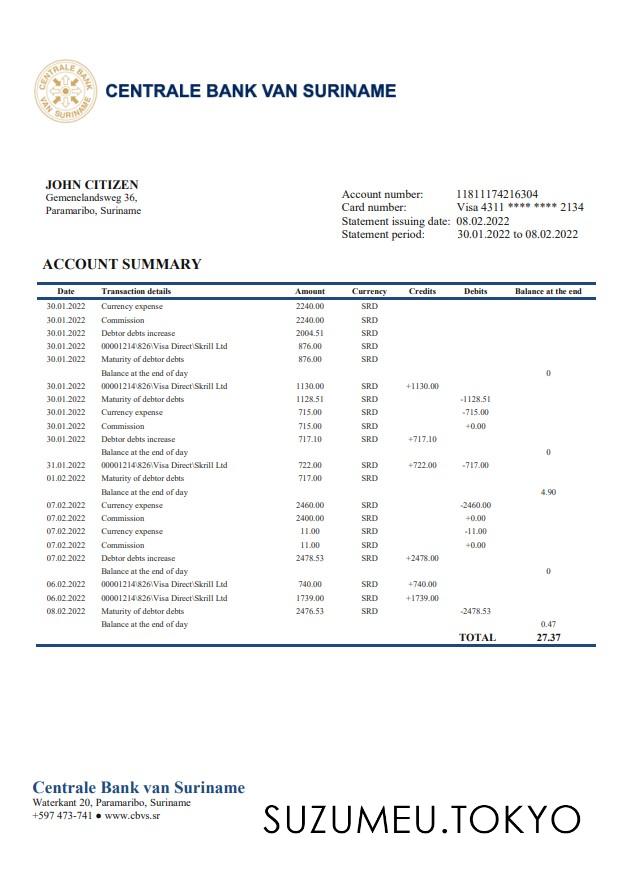 CENTRALE BANK
VAN SURINAME
CENTRALE BANK VAN SURINAME
JOHN CITIZEN
Gemenelandsweg 36,
Paramaribo, Suriname
Account number: 11811174216304
Card number: Visa 4311 **** **** 2134
Statement issuing date: 08.02.2022
Statement period: 30.01.2022 to 08.02.2022
ACCOUNT SUMMARY
Date Transaction details Amount Currency Credits Debits Balance at the end
30.01.2022 Currency expense 2240.00 SRD
30.01.2022 Commission 2240.00 SRD
30.01.2022 Debtor debts increase 2004.51 SRD
30.01.2022 00001214\826\Visa Direct\Skrill Ltd 876.00 SRD
30.01.2022 Maturity of debtor debts 876.00 SRD
Balance at the end of day 0
30.01.2022 00001214\826\Visa Direct\Skrill Ltd 1130.00 SRD +1130.00
30.01.2022 Maturity of debtor debts 1128.51 SRD -1128.51
30.01.2022 Currency expense 715.00 SRD -715.00
30.01.2022 Commission 715.00 SRD +0.00
30.01.2022 Debtor debts increase 717.10 SRD +717.10
Balance at the end of day 0
31.01.2022 00001214\826\Visa Direct\Skrill Ltd 722.00 SRD +722.00 -717.00
01.02.2022 Maturity of debtor debts 717.00 SRD
Balance at the end of day 4.90
07.02.2022 Currency expense 2460.00 SRD -2460.00
07.02.2022 Commission 2400.00 SRD +0.00
07.02.2022 Currency expense 11.00 SRD -11.00
07.02.2022 Commission 11.00 SRD +0.00
07.02.2022 Debtor debts increase 2478.53 SRD +2478.00
Balance at the end of day 0
06.02.2022 00001214\826\Visa Direct\Skrill Ltd 740.00 SRD +740.00
06.02.2022 00001214\826\Visa Direct\Skrill Ltd 1739.00 SRD +1739.00
08.02.2022 Maturity of debtor debts 2476.53 SRD -2478.53
Balance at the end of day 0.47
TOTAL 27.37
Centrale Bank van Suriname
Waterkant 20, Paramaribo, Suriname
+597 473-741 ● www.cbvs.sr
SUZUMEU.TOKYO